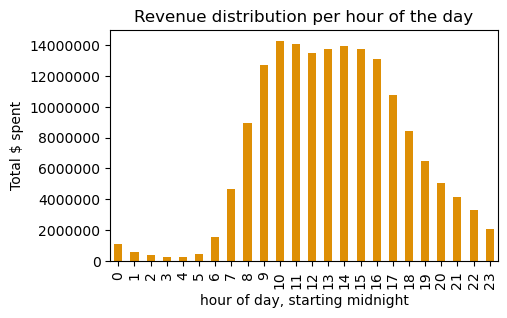 Revenue distribution per hour of the day
Total $ spent
14000000
12000000
10000000
8000000
6000000
4000000
2000000
0
0 1 2 3 4 5 6 7 8 9 10 11 12 13 14 15 16 17 18 19 20 21 22 23
hour of day, starting midnight